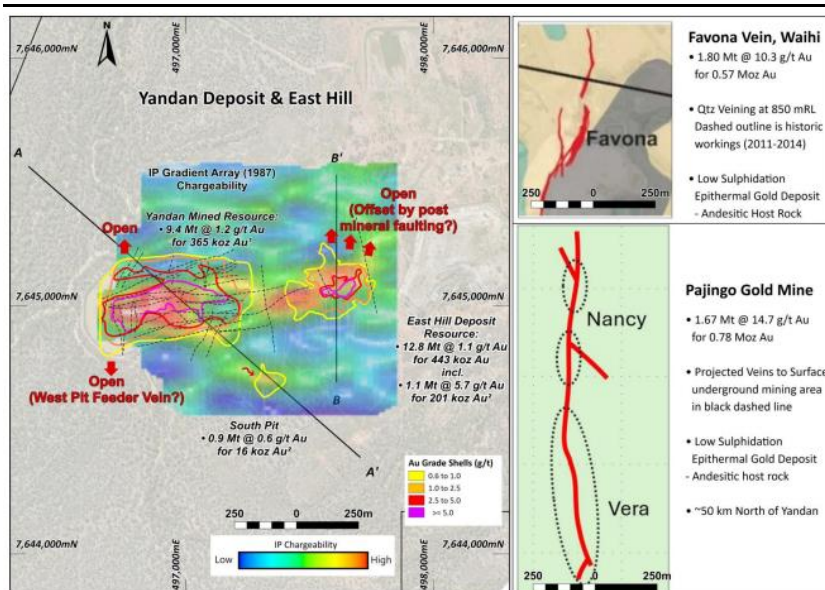 7,646,000mN
497,000mE
498,000mE
N
Yandan Deposit & East Hill
A
B'
IP Gradient Array (1987)
Chargeability
Open
(Offset by post
mineral faulting?)
Open
Yandan Mined Resource:
• 9.4 Mt @ 1.2 g/t Au
for 365 koz Au¹
7,645,000mN
7,645,000mN
East Hill Deposit
Resource:
• 12.8 Mt @ 1.1 g/t Au
for 443 koz Au
incl.
• 1.1 Mt @ 5.7 g/t Au
for 201 koz Au²
Open
(West Pit Feeder Vein?)
B
South Pit
• 0.9 Mt @ 0.6 g/t Au
for 16 koz Au²
A'
Au Grade Shells (g/t)
0.6 to 1.0
1.0 to 2.5
2.5 to 5.0
>= 5.0
250 0 250m
IP Chargeability
Low High
7,644,000mN
7,644,000mN
497,000mE
498,000mE
Favona
250 0 250m
Favona Vein, Waihi
• 1.80 Mt @ 10.3 g/t Au
for 0.57 Moz Au
• Qtz Veining at 850 mRL
Dashed outline is historic
workings (2011-2014)
• Low Sulphidation
Epithermal Gold Deposit
- Andesitic Host Rock
Nancy
Vera
250 0 250m
Pajingo Gold Mine
• 1.67 Mt @ 14.7 g/t Au
for 0.78 Moz Au
• Projected Veins to Surface
underground mining area
in black dashed line
• Low Sulphidation
Epithermal Gold Deposit
- Andesitic host rock
• ~50 km North of Yandan